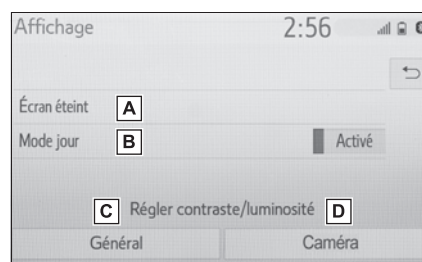 Affichage 2:56
Écran éteint A
Mode jour B Activé
C Régler contraste/luminosité D
Général Caméra